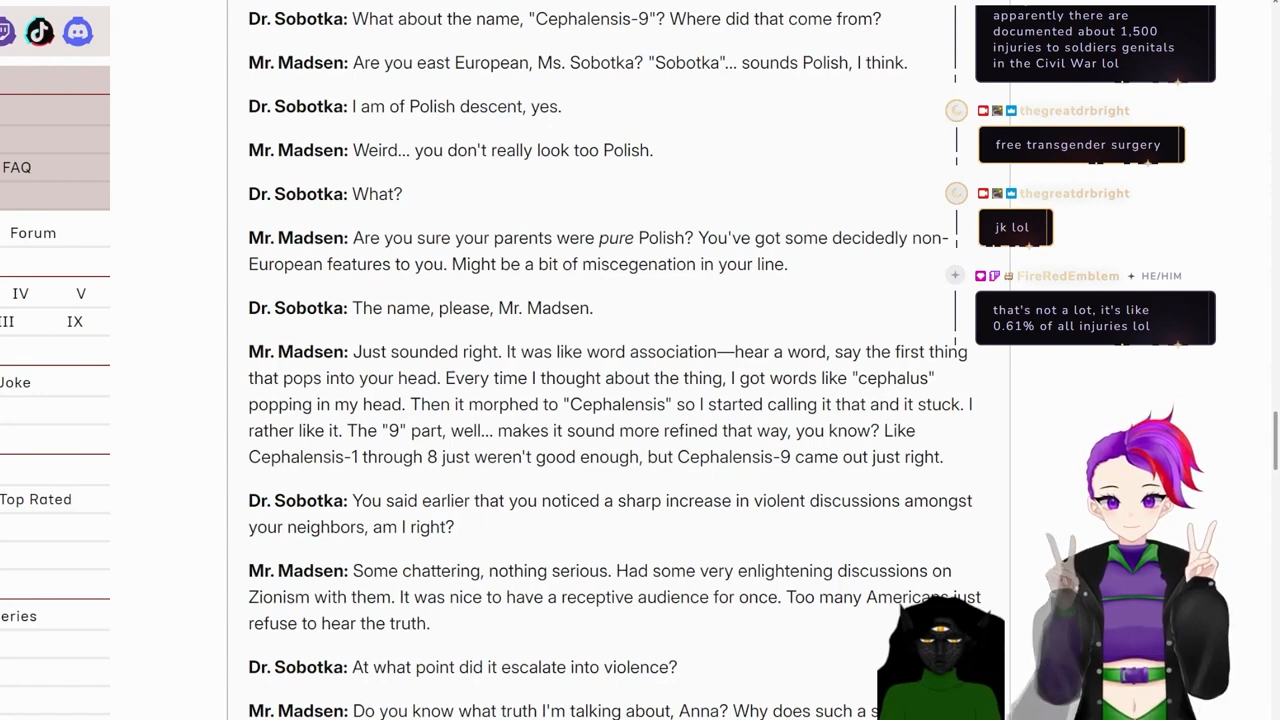 FAQ
Forum
IV V
III IX
Joke
Top Rated
eries
Dr. Sobotka: What about the name, "Cephalensis-9"? Where did that come from?
Mr. Madsen: Are you east European, Ms. Sobotka? "Sobotka"... sounds Polish, I think.
Dr. Sobotka: I am of Polish descent, yes.
Mr. Madsen: Weird... you don't really look too Polish.
Dr. Sobotka: What?
Mr. Madsen: Are you sure your parents were pure Polish? You've got some decidedly non-
European features to you. Might be a bit of miscegenation in your line.
Dr. Sobotka: The name, please, Mr. Madsen.
Mr. Madsen: Just sounded right. It was like word association—hear a word, say the first thing
that pops into your head. Every time I thought about the thing, I got words like "cephalus"
popping in my head. Then it morphed to "Cephalensis" so I started calling it that and it stuck. I
rather like it. The "9" part, well... makes it sound more refined that way, you know? Like
Cephalensis-1 through 8 just weren't good enough, but Cephalensis-9 came out just right.
Dr. Sobotka: You said earlier that you noticed a sharp increase in violent discussions amongst
your neighbors, am I right?
Mr. Madsen: Some chattering, nothing serious. Had some very enlightening discussions on
Zionism with them. It was nice to have a receptive audience for once. Too many Americans just
refuse to hear the truth.
Dr. Sobotka: At what point did it escalate into violence?
Mr. Madsen: Do you know what truth I'm talking about, Anna? Why does such a s
apparently there are
documented about 1,500
injuries to soldiers genitals
in the Civil War lol
thegreatdrbright
free transgender surgery
thegreatdrbright
jk lol
FireRedEmblem HE/HIM
that's not a lot, it's like
0.61% of all injuries lol